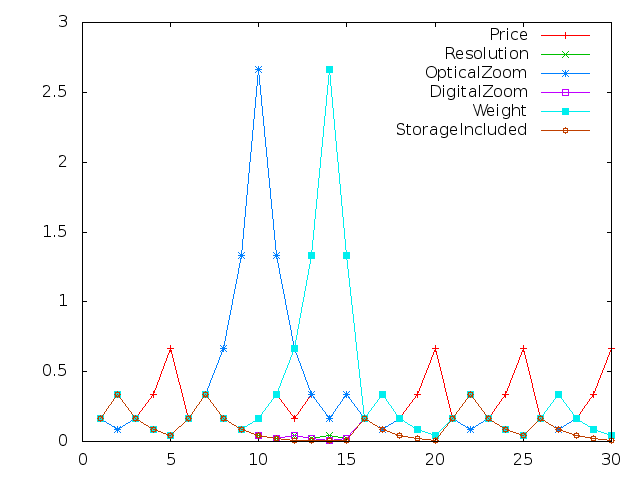 3
2.5
2
1.5
1
0.5
0
0 5 10 15 20 25 30
Price
Resolution
OpticalZoom
DigitalZoom
Weight
StorageIncluded